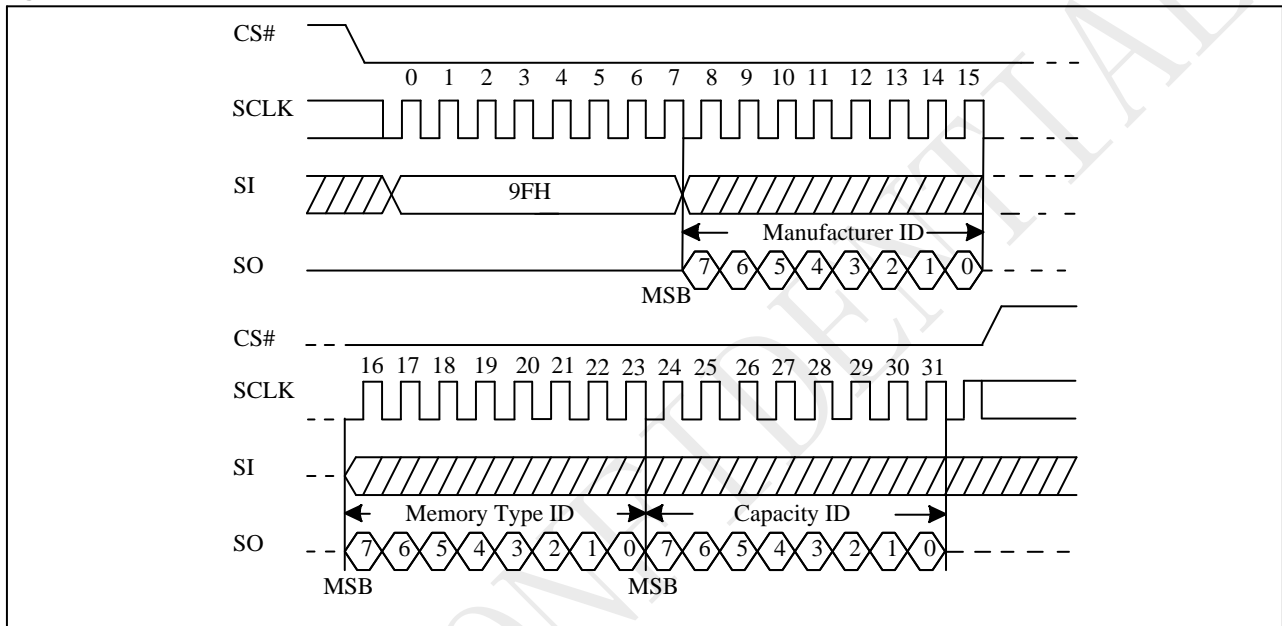 CS#
0 1 2 3 4 5 6 7 8 9 10 11 12 13 14 15
SCLK
SI
9FH
Manufacturer ID
SO
7 6 5 4 3 2 1 0
MSB
CS#
16 17 18 19 20 21 22 23 24 25 26 27 28 29 30 31
SCLK
SI
Memory Type ID Capacity ID
SO
7 6 5 4 3 2 1 0 7 6 5 4 3 2 1 0
MSB MSB
ONFIDENTIAL